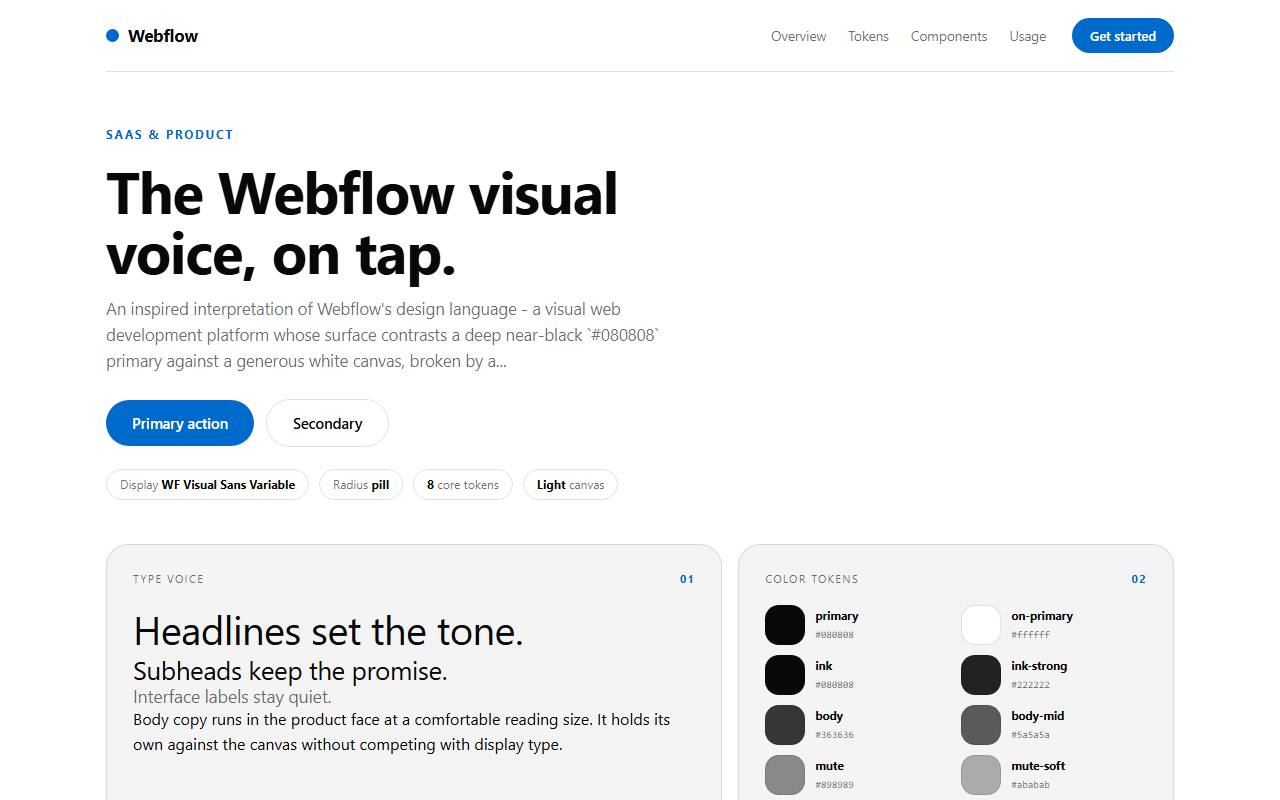 Webflow
Overview Tokens Components Usage Get started
SAAS & PRODUCT
The Webflow visual
voice, on tap.
An inspired interpretation of Webflow's design language - a visual web
development platform whose surface contrasts a deep near-black `#080808`
primary against a generous white canvas, broken by a...
Primary action Secondary
Display WF Visual Sans Variable Radius pill 8 core tokens Light canvas
TYPE VOICE 01
Headlines set the tone.
Subheads keep the promise.
Interface labels stay quiet.
Body copy runs in the product face at a comfortable reading size. It holds its
own against the canvas without competing with display type.
COLOR TOKENS 02
primary
#080808
on-primary
#ffffff
ink
#080808
ink-strong
#222222
body
#363636
body-mid
#5a5a5a
mute
#898989
mute-soft
#ababab